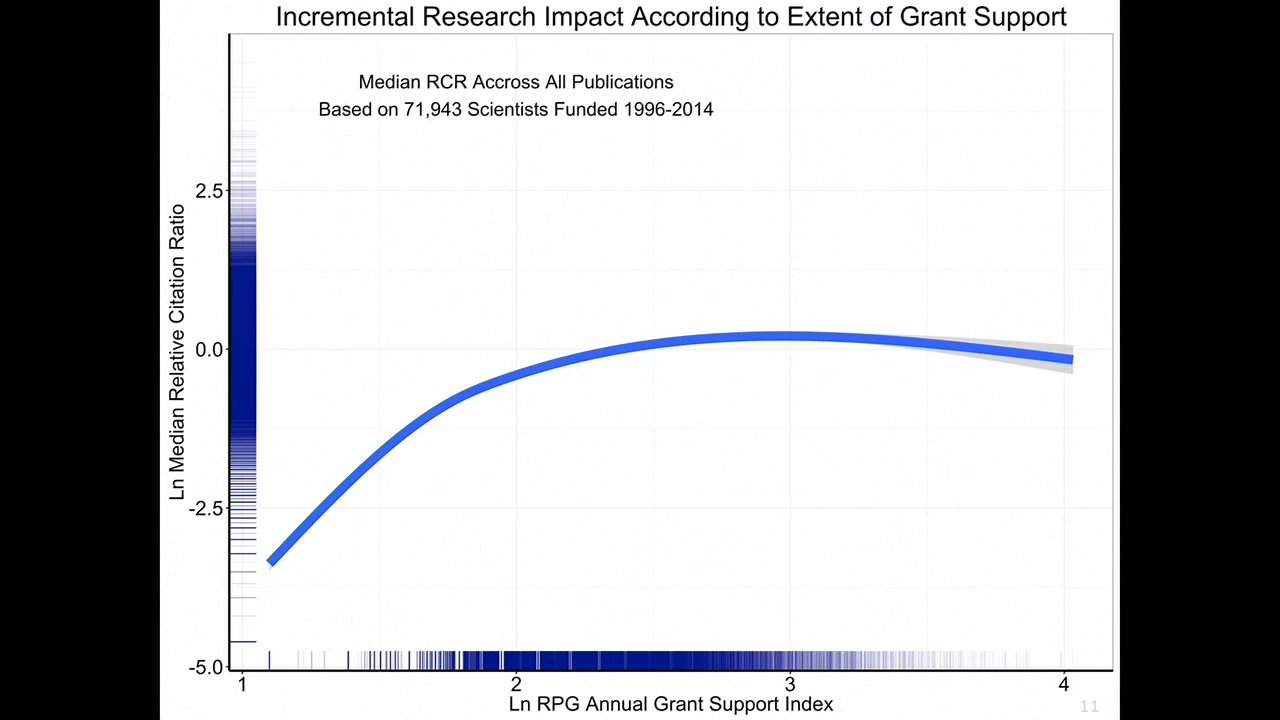 Incremental Research Impact According to Extent of Grant Support
Median RCR Accross All Publications
Based on 71,943 Scientists Funded 1996-2014
Ln Median Relative Citation Ratio
2.5
0.0
-2.5
-5.0
1
2
3
4
Ln RPG Annual Grant Support Index
11